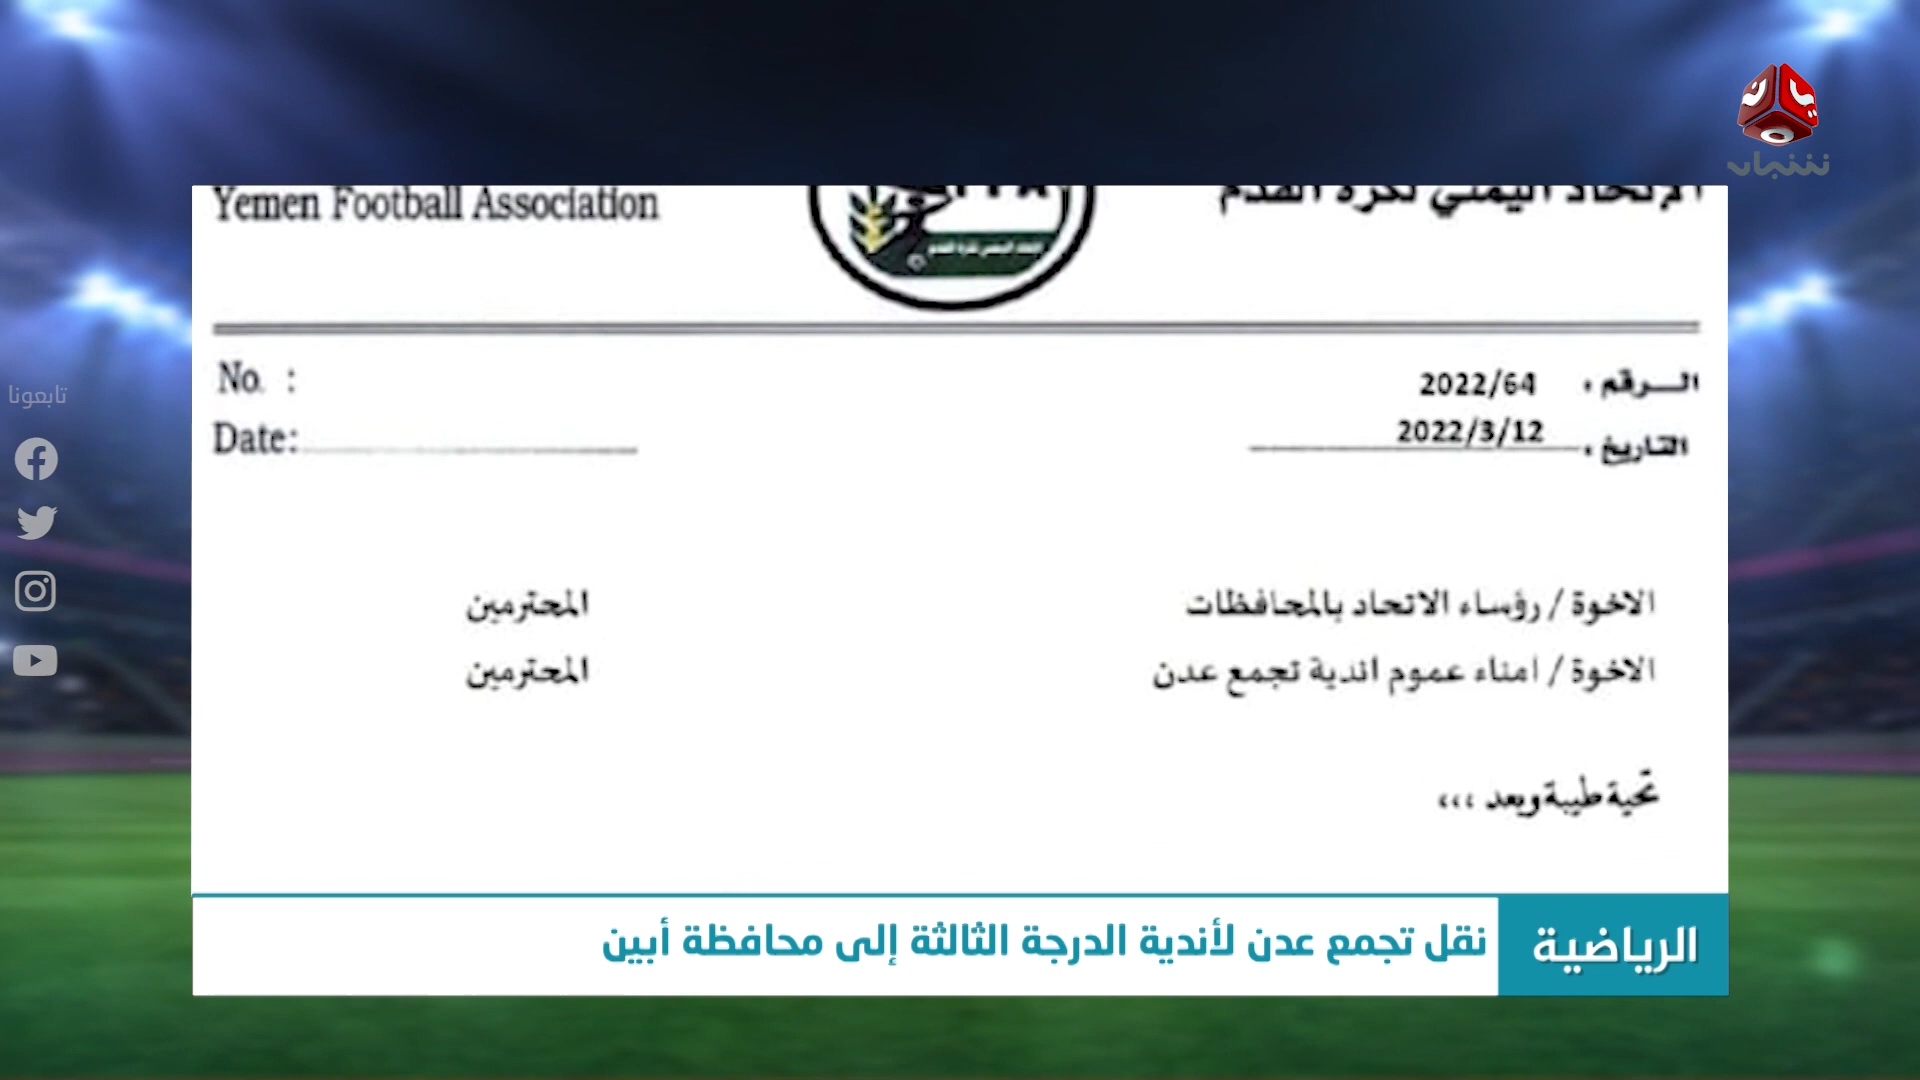 يمن
شباب
Yemen Football Association
الإتحاد اليمني لكرة القدم
No. :
الـــرقم : 2022/64
Date:
التاريخ : 2022/3/12
تابعونا
الاخوة / رؤساء الاتحاد بالمحافظات المحترمين
الاخوة / امناء عموم اندية تجمع عدن المحترمين
تحية طيبة وبعد ،،،
الرياضية
نقل تجمع عدن لأندية الدرجة الثالثة إلى محافظة أبين